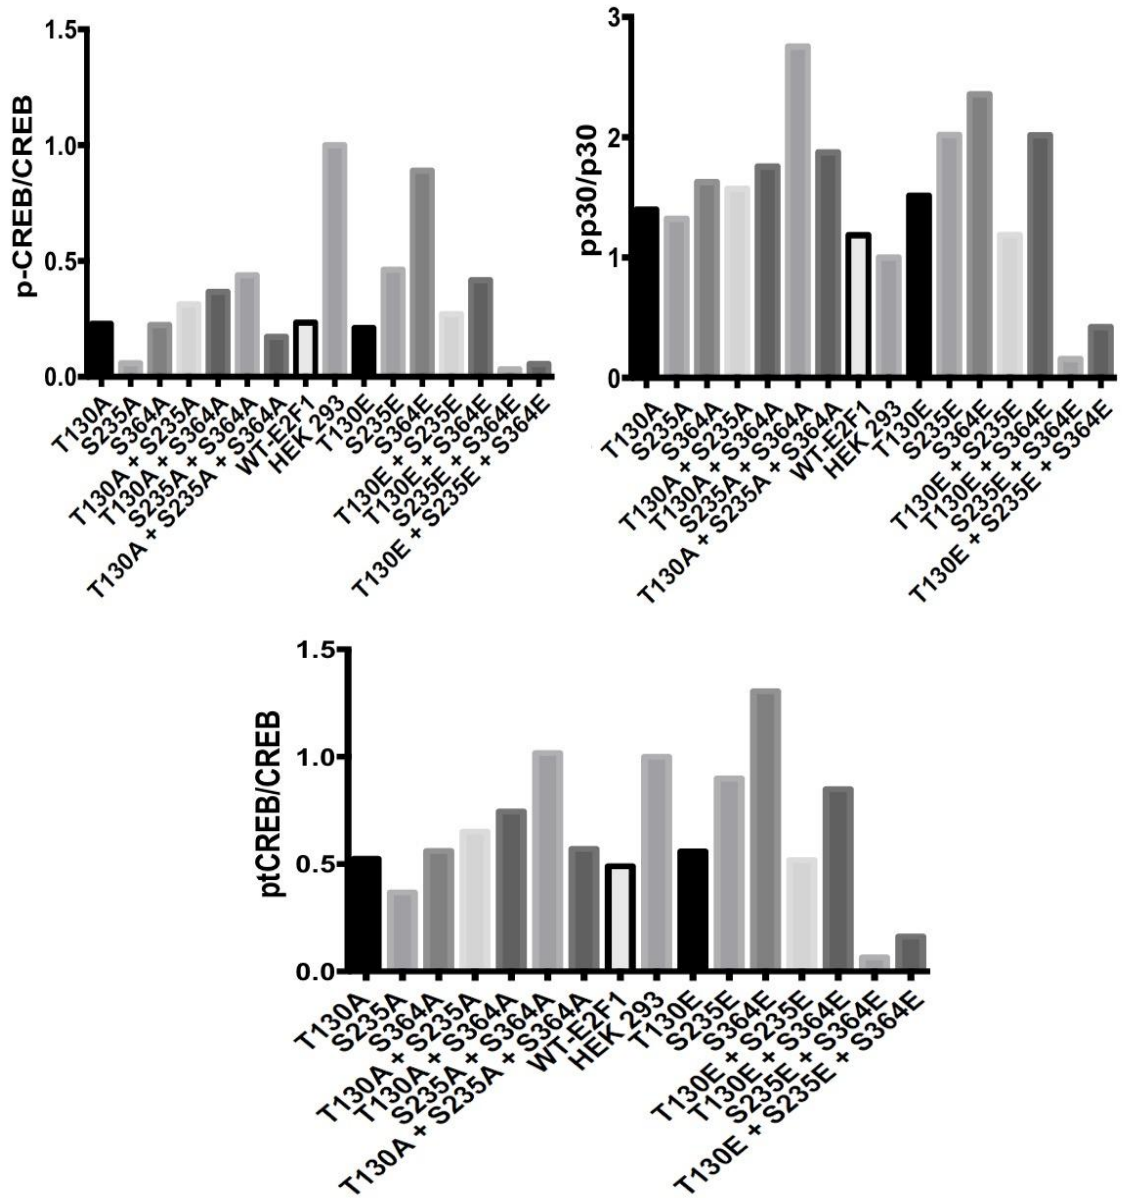 p-CREB/CREB
1.5
1.0
0.5
0.0
T130A
S235A
S364A
T130A + S235A
T130A + S364A
S235A + S364A
T130A + S235A + S364A
WT-E2F1
HEK 293
T130E
S235E
S364E
T130E + S235E
T130E + S364E
S235E + S364E
T130E + S235E + S364E
pp30/p30
3
2
1
0
T130A
S235A
S364A
T130A + S235A
T130A + S364A
S235A + S364A
T130A + S235A + S364A
WT-E2F1
HEK 293
T130E
S235E
S364E
T130E + S235E
T130E + S364E
S235E + S364E
T130E + S235E + S364E
ptCREB/CREB
1.5
1.0
0.5
0.0
T130A
S235A
S364A
T130A + S235A
T130A + S364A
S235A + S364A
T130A + S235A + S364A
WT-E2F1
HEK 293
T130E
S235E
S364E
T130E + S235E
T130E + S364E
S235E + S364E
T130E + S235E + S364E